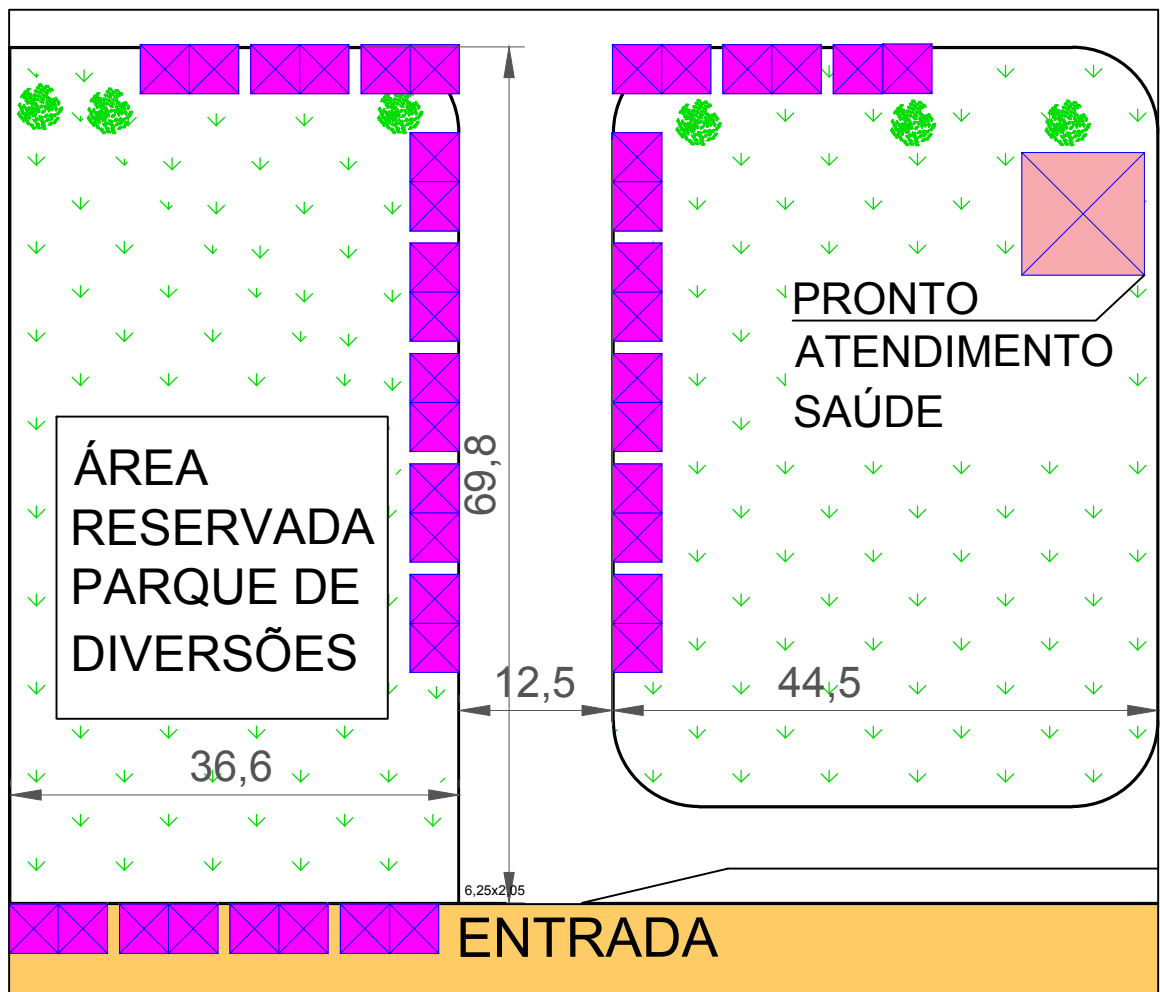 PRONTO
ATENDIMENTO
SAÚDE
ÁREA
RESERVADA
PARQUE DE
DIVERSÕES
69,8
12,5
44,5
36,6
6,25x2,05
ENTRADA